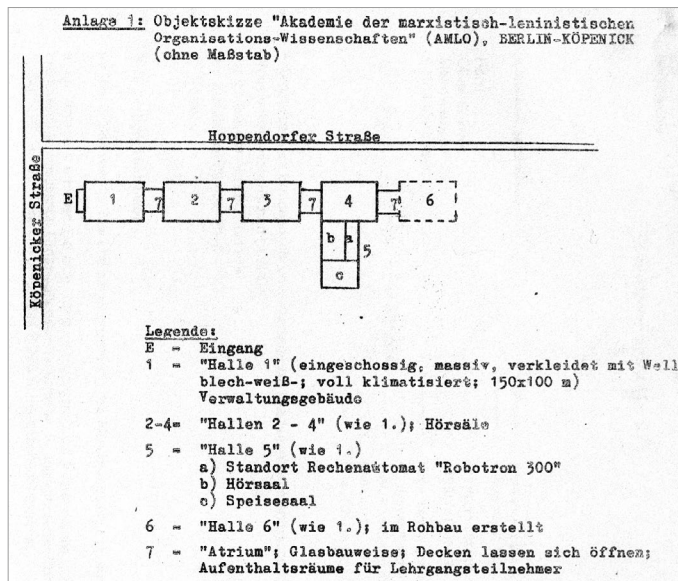 Anlage 1: Objektskizze "Akademie der marxistisch-leninistischen
Organisations-Wissenschaften" (AMLO), BERLIN-KÖPENICK
(ohne Maßstab)
Hoppendorfer Straße
Köpenicker Straße
E 1 7 2 7 3 7 4 7 6
b a 5
c
Legende:
E = Eingang
1 = "Halle 1" (eingeschossig, massiv, verkleidet mit Well
blech-weiß-; voll klimatisiert; 150x100 m)
Verwaltungsgebäude
2-4= "Hallen 2 - 4" (wie 1.); Hörsäle
5 = "Halle 5" (wie 1.)
a) Standort Rechenautomat "Robotron 300"
b) Hörsaal
c) Speisesaal
6 = "Halle 6" (wie 1.); im Rohbau erstellt
7 = "Atrium"; Glasbauweise; Decken lassen sich öffnen;
Aufenthaltsräume für Lehrgangsteilnehmer